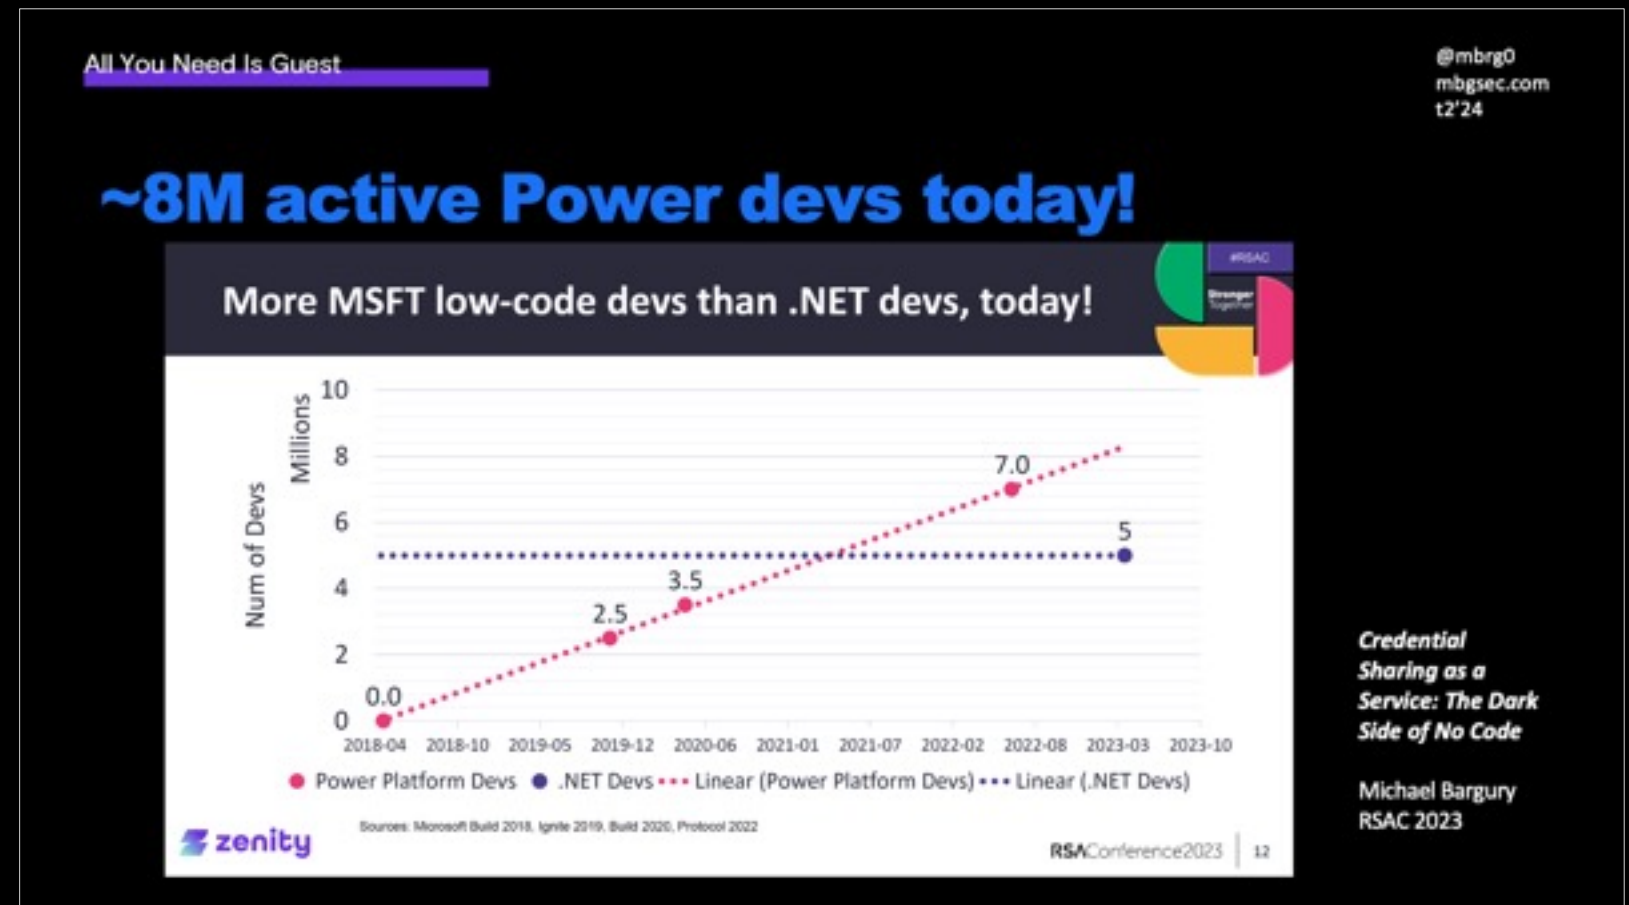 All You Need Is Guest
@mbrg0
mbgsec.com
t2'24
~8M active Power devs today!
#RSAC
Stronger
Together
More MSFT low-code devs than .NET devs, today!
Num of Devs
Millions
10
8
6
4
2
0
0.0
2.5
3.5
7.0
5
2018-04 2018-10 2019-05 2019-12 2020-06 2021-01 2021-07 2022-02 2022-08 2023-03 2023-10
Power Platform Devs .NET Devs Linear (Power Platform Devs) Linear (.NET Devs)
Sources: Microsoft Build 2018, Ignite 2019, Build 2020, Protocol 2022
zenity
RSAConference2023 12
Credential
Sharing as a
Service: The Dark
Side of No Code
Michael Bargury
RSAC 2023